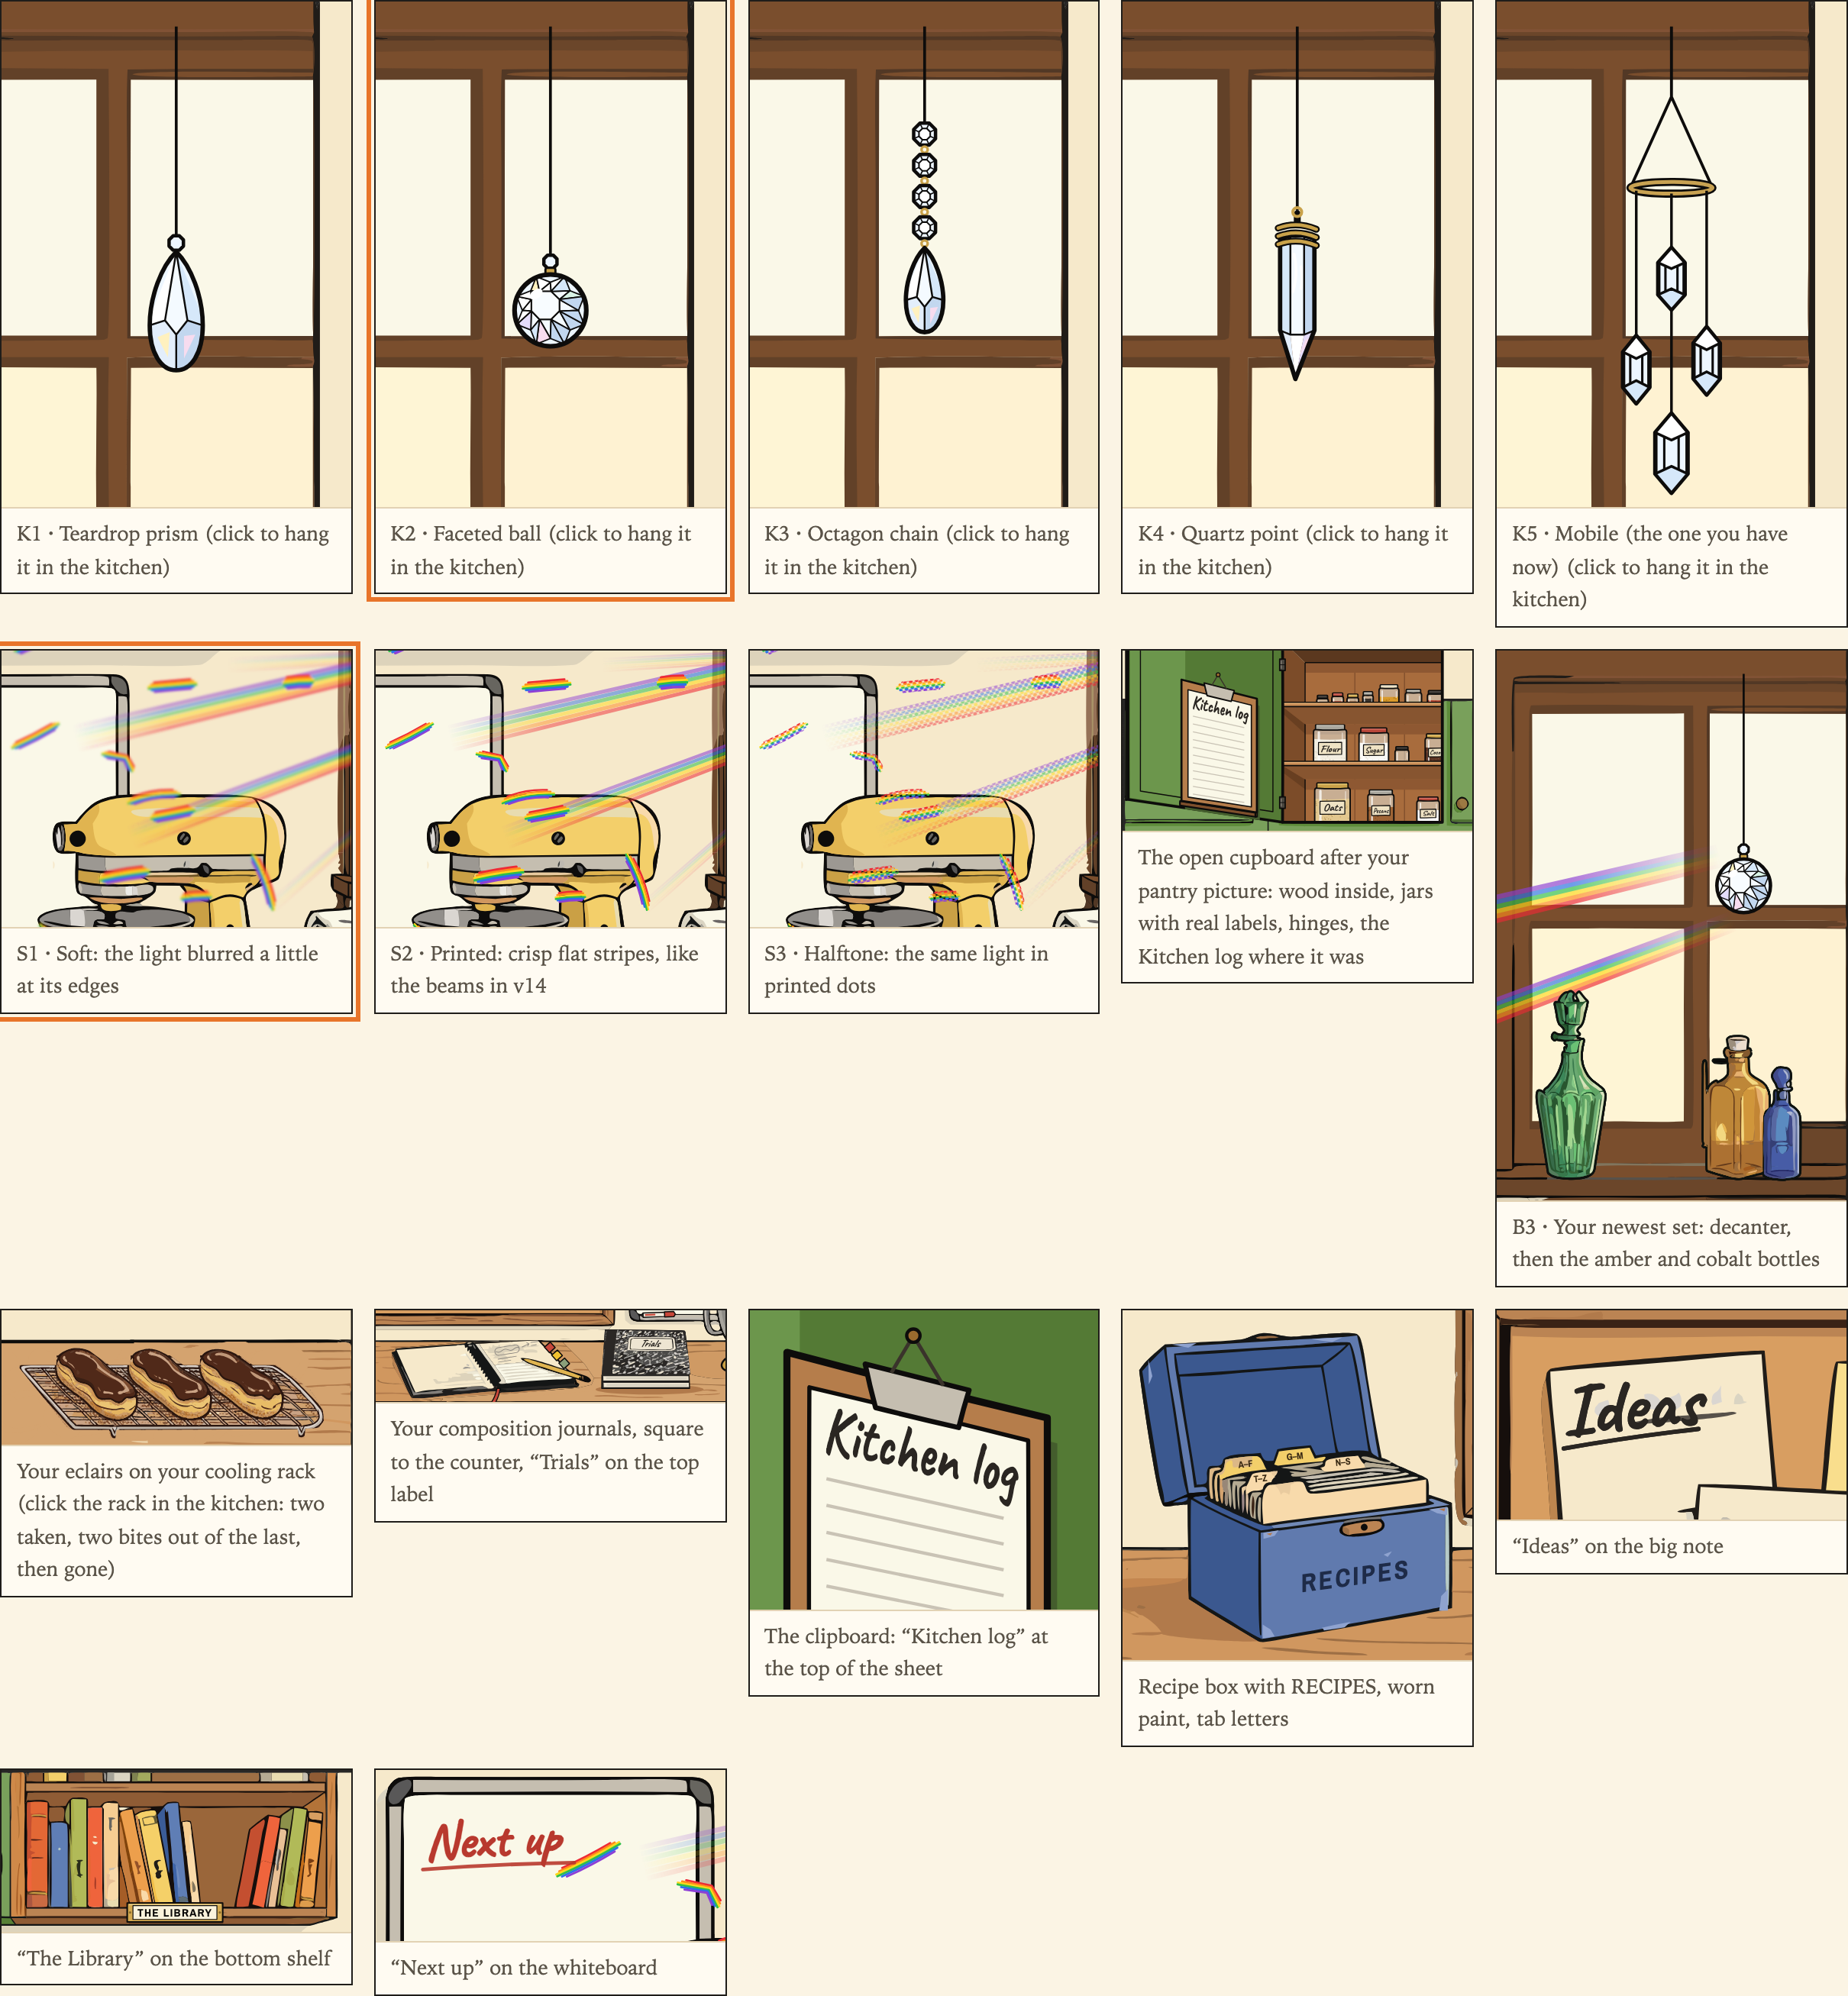 K1 · Teardrop prism (click to hang
it in the kitchen)
K2 · Faceted ball (click to hang it
in the kitchen)
K3 · Octagon chain (click to hang
it in the kitchen)
K4 · Quartz point (click to hang it
in the kitchen)
K5 · Mobile (the one you have
now) (click to hang it in the
kitchen)
S1 · Soft: the light blurred a little
at its edges
S2 · Printed: crisp flat stripes, like
the beams in v14
S3 · Halftone: the same light in
printed dots
Kitchen log
Flour
Sugar
Oats
Pecans
Salt
The open cupboard after your
pantry picture: wood inside, jars
with real labels, hinges, the
Kitchen log where it was
B3 · Your newest set: decanter,
then the amber and cobalt bottles
Your eclairs on your cooling rack
(click the rack in the kitchen: two
taken, two bites out of the last,
then gone)
Trials
Your composition journals, square
to the counter, “Trials” on the top
label
Kitchen log
The clipboard: “Kitchen log” at
the top of the sheet
A–F
G–M
N–S
T–Z
RECIPES
Recipe box with RECIPES, worn
paint, tab letters
Ideas
“Ideas” on the big note
THE LIBRARY
“The Library” on the bottom shelf
Next up
“Next up” on the whiteboard